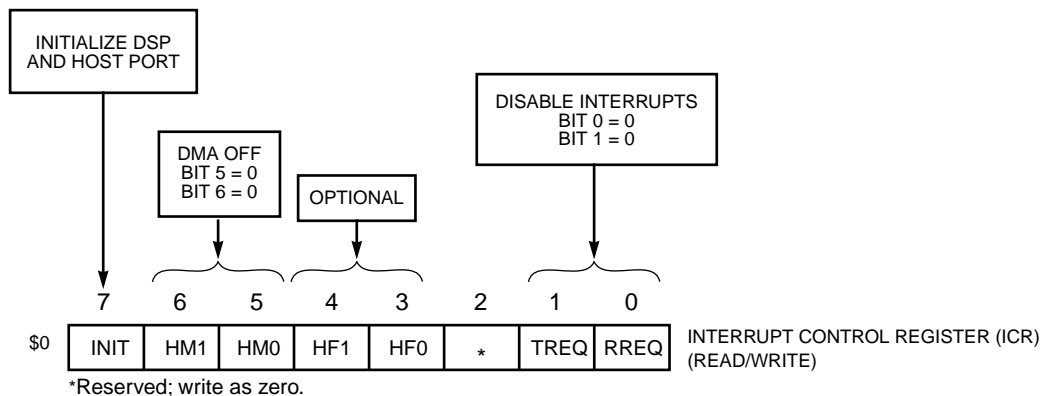 INITIALIZE DSP
AND HOST PORT
DISABLE INTERRUPTS
BIT 0 = 0
BIT 1 = 0
DMA OFF
BIT 5 = 0
BIT 6 = 0
OPTIONAL
7 6 5 4 3 2 1 0
$0 INIT HM1 HM0 HF1 HF0 * TREQ RREQ
INTERRUPT CONTROL REGISTER (ICR)
(READ/WRITE)
*Reserved; write as zero.